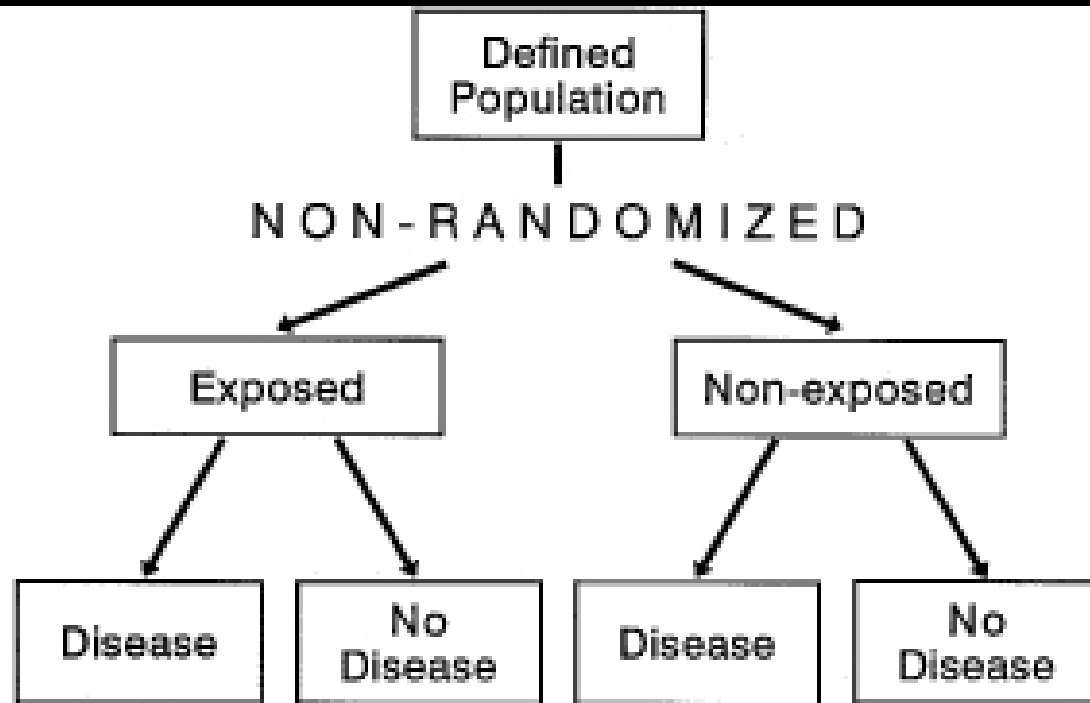 Defined
Population
NON-RANDOMIZED
Exposed
Non-exposed
Disease
No
Disease
Disease
No
Disease